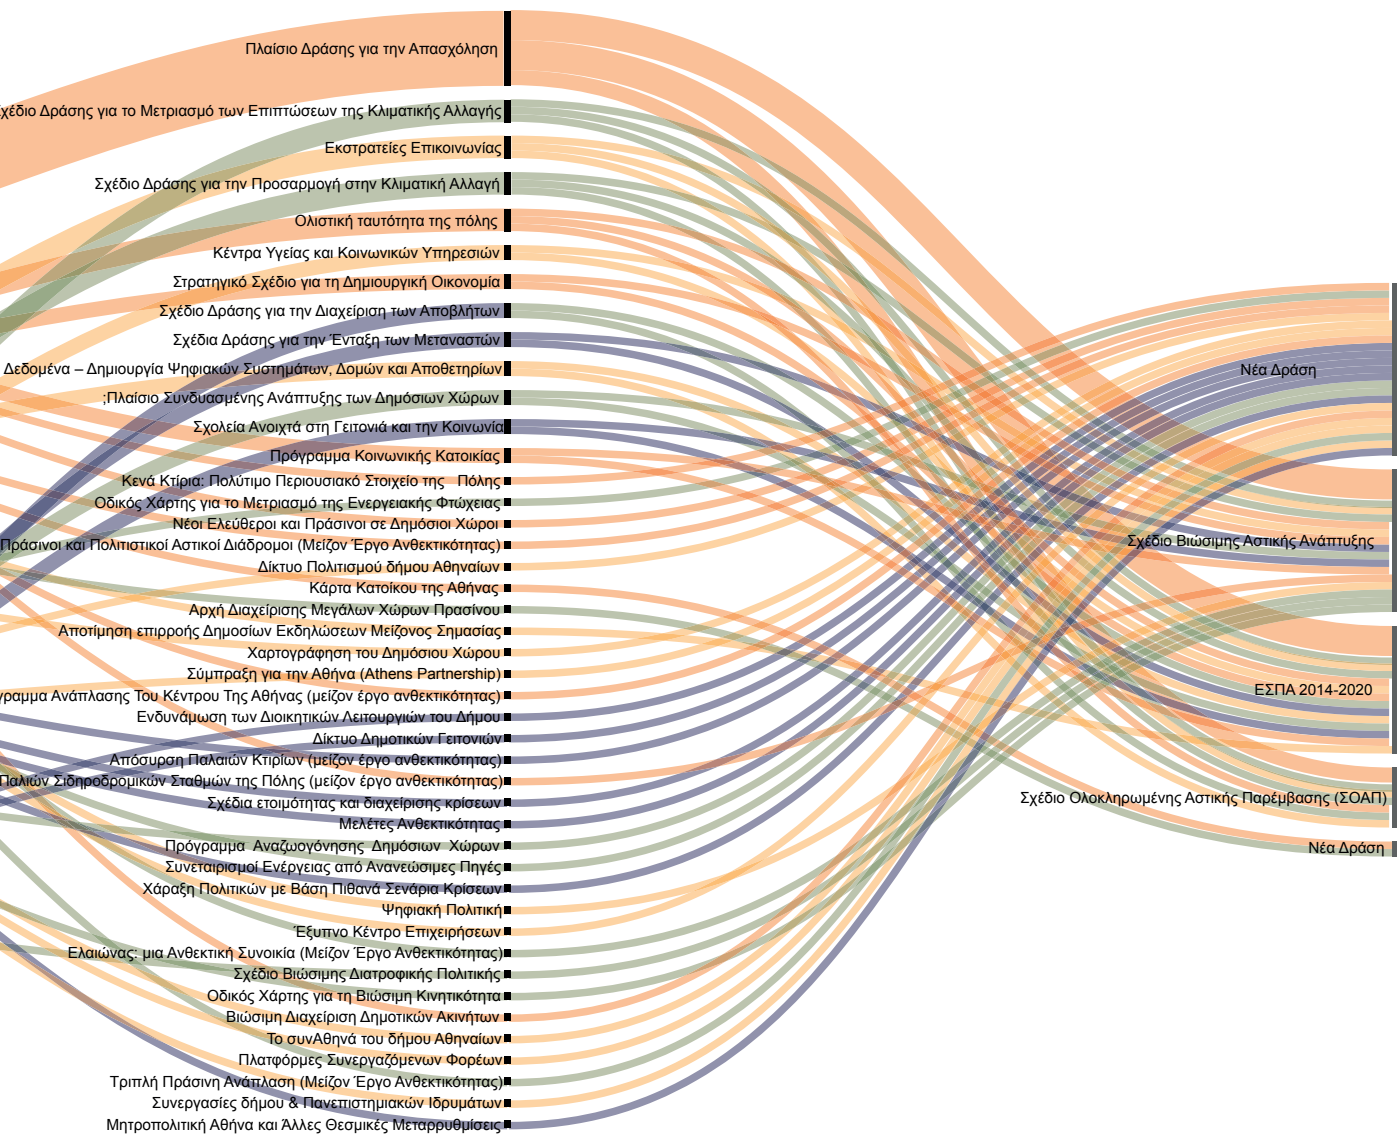 Πλαίσιο Δράσης για την Απασχόληση
χέδιο Δράσης για το Μετριασμό των Επιπτώσεων της Κλιματικής Αλλαγής
Εκστρατείες Επικοινωνίας
Σχέδιο Δράσης για την Προσαρμογή στην Κλιματική Αλλαγή
Ολιστική ταυτότητα της πόλης
Κέντρα Υγείας και Κοινωνικών Υπηρεσιών
Στρατηγικό Σχέδιο για τη Δημιουργική Οικονομία
Σχέδιο Δράσης για την Διαχείριση των Αποβλήτων
Σχέδια Δράσης για την Ένταξη των Μεταναστών
Δεδομένα – Δημιουργία Ψηφιακών Συστημάτων, Δομών και Αποθετηρίων
;Πλαίσιο Συνδυασμένης Ανάπτυξης των Δημόσιων Χώρων
Σχολεία Ανοιχτά στη Γειτονιά και την Κοινωνία
Πρόγραμμα Κοινωνικής Κατοικίας
Κενά Κτίρια: Πολύτιμο Περιουσιακό Στοιχείο της Πόλης
Οδικός Χάρτης για το Μετριασμό της Ενεργειακής Φτώχειας
Νέοι Ελεύθεροι και Πράσινοι σε Δημόσιοι Χώροι
Πράσινοι και Πολιτιστικοί Αστικοί Διάδρομοι (Μείζον Έργο Ανθεκτικότητας)
Δίκτυο Πολιτισμού δήμου Αθηναίων
Κάρτα Κατοίκου της Αθήνας
Αρχή Διαχείρισης Μεγάλων Χώρων Πρασίνου
Αποτίμηση επιρροής Δημοσίων Εκδηλώσεων Μείζονος Σημασίας
Χαρτογράφηση του Δημόσιου Χώρου
Σύμπραξη για την Αθήνα (Athens Partnership)
γραμμα Ανάπλασης Του Κέντρου Της Αθήνας (μείζον έργο ανθεκτικότητας)
Ενδυνάμωση των Διοικητικών Λειτουργιών του Δήμου
Δίκτυο Δημοτικών Γειτονιών
Απόσυρση Παλαιών Κτιρίων (μείζον έργο ανθεκτικότητας)
Παλιών Σιδηροδρομικών Σταθμών της Πόλης (μείζον έργο ανθεκτικότητας)
Σχέδια ετοιμότητας και διαχείρισης κρίσεων
Μελέτες Ανθεκτικότητας
Πρόγραμμα Αναζωογόνησης Δημόσιων Χώρων
Συνεταιρισμοί Ενέργειας από Ανανεώσιμες Πηγές
Χάραξη Πολιτικών με Βάση Πιθανά Σενάρια Κρίσεων
Ψηφιακή Πολιτική
Έξυπνο Κέντρο Επιχειρήσεων
Ελαιώνας: μια Ανθεκτική Συνοικία (Μείζον Έργο Ανθεκτικότητας)
Σχέδιο Βιώσιμης Διατροφικής Πολιτικής
Οδικός Χάρτης για τη Βιώσιμη Κινητικότητα
Βιώσιμη Διαχείριση Δημοτικών Ακινήτων
Το συνΑθηνά του δήμου Αθηναίων
Πλατφόρμες Συνεργαζόμενων Φορέων
Τριπλή Πράσινη Ανάπλαση (Μείζον Έργο Ανθεκτικότητας)
Συνεργασίες δήμου & Πανεπιστημιακών Ιδρυμάτων
Μητροπολιτική Αθήνα και Άλλες Θεσμικές Μεταρρυθμίσεις
Νέα Δράση
Σχέδιο Βιώσιμης Αστικής Ανάπτυξης
ΕΣΠΑ 2014-2020
Σχέδιο Ολοκληρωμένης Αστικής Παρέμβασης (ΣΟΑΠ)
Νέα Δράση